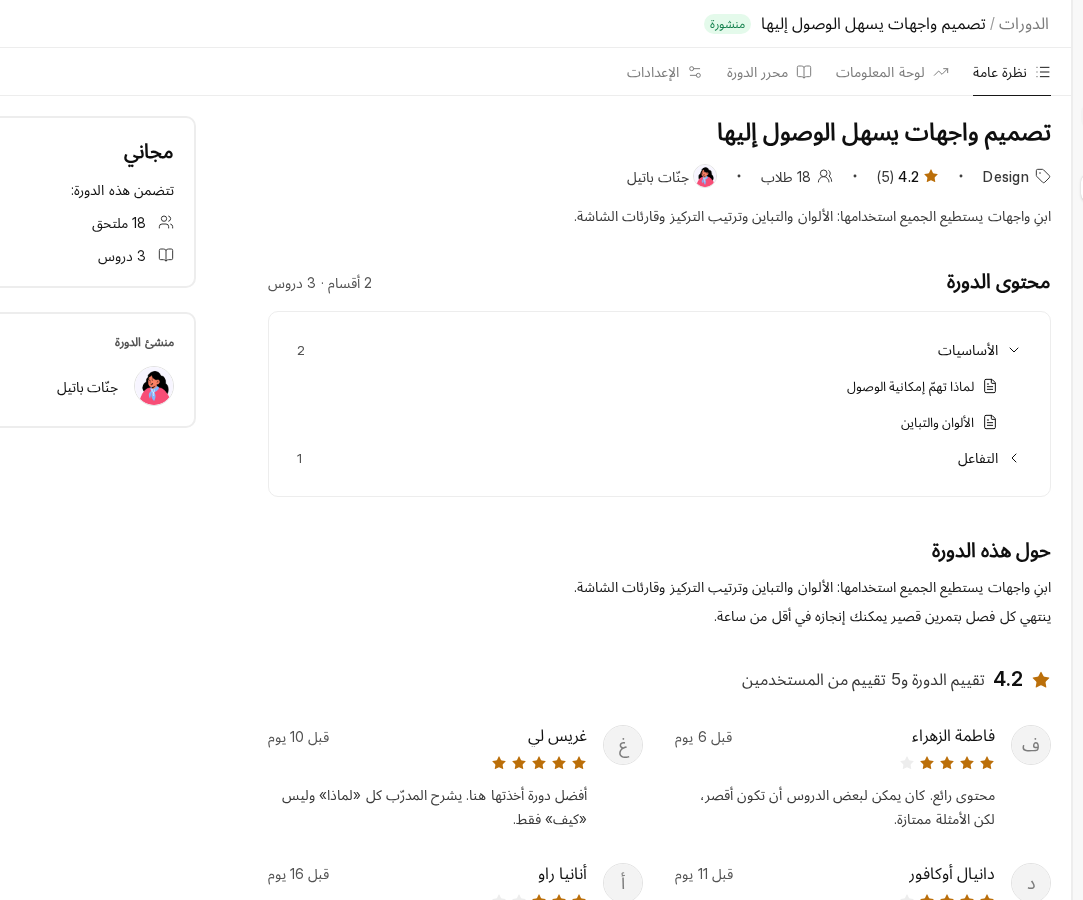 الدورات / تصميم واجهات يسهل الوصول إليها منشورة
نظرة عامة لوحة المعلومات محرر الدورة الإعدادات
تصميم واجهات يسهل الوصول إليها
Design • 4.2 (5) • 18 طلاب • جنّات باتيل
ابنِ واجهات يستطيع الجميع استخدامها: الألوان والتباين وترتيب التركيز وقارئات الشاشة.
محتوى الدورة
2 أقسام · 3 دروس
الأساسيات 2
لماذا تهمّ إمكانية الوصول
الألوان والتباين
التفاعل 1
حول هذه الدورة
ابنِ واجهات يستطيع الجميع استخدامها: الألوان والتباين وترتيب التركيز وقارئات الشاشة.
ينتهي كل فصل بتمرين قصير يمكنك إنجازه في أقل من ساعة.
4.2 تقييم الدورة و5 تقييم من المستخدمين
ف
فاطمة الزهراء
قبل 6 يوم
محتوى رائع. كان يمكن لبعض الدروس أن تكون أقصر،
لكن الأمثلة ممتازة.
غ
غريس لي
قبل 10 يوم
أفضل دورة أخذتها هنا. يشرح المدرّب كل «لماذا» وليس
«كيف» فقط.
د
دانيال أوكافور
قبل 11 يوم
أ
أنانيا راو
قبل 16 يوم
مجاني
تتضمن هذه الدورة:
18 ملتحق
3 دروس
منشئ الدورة
جنّات باتيل